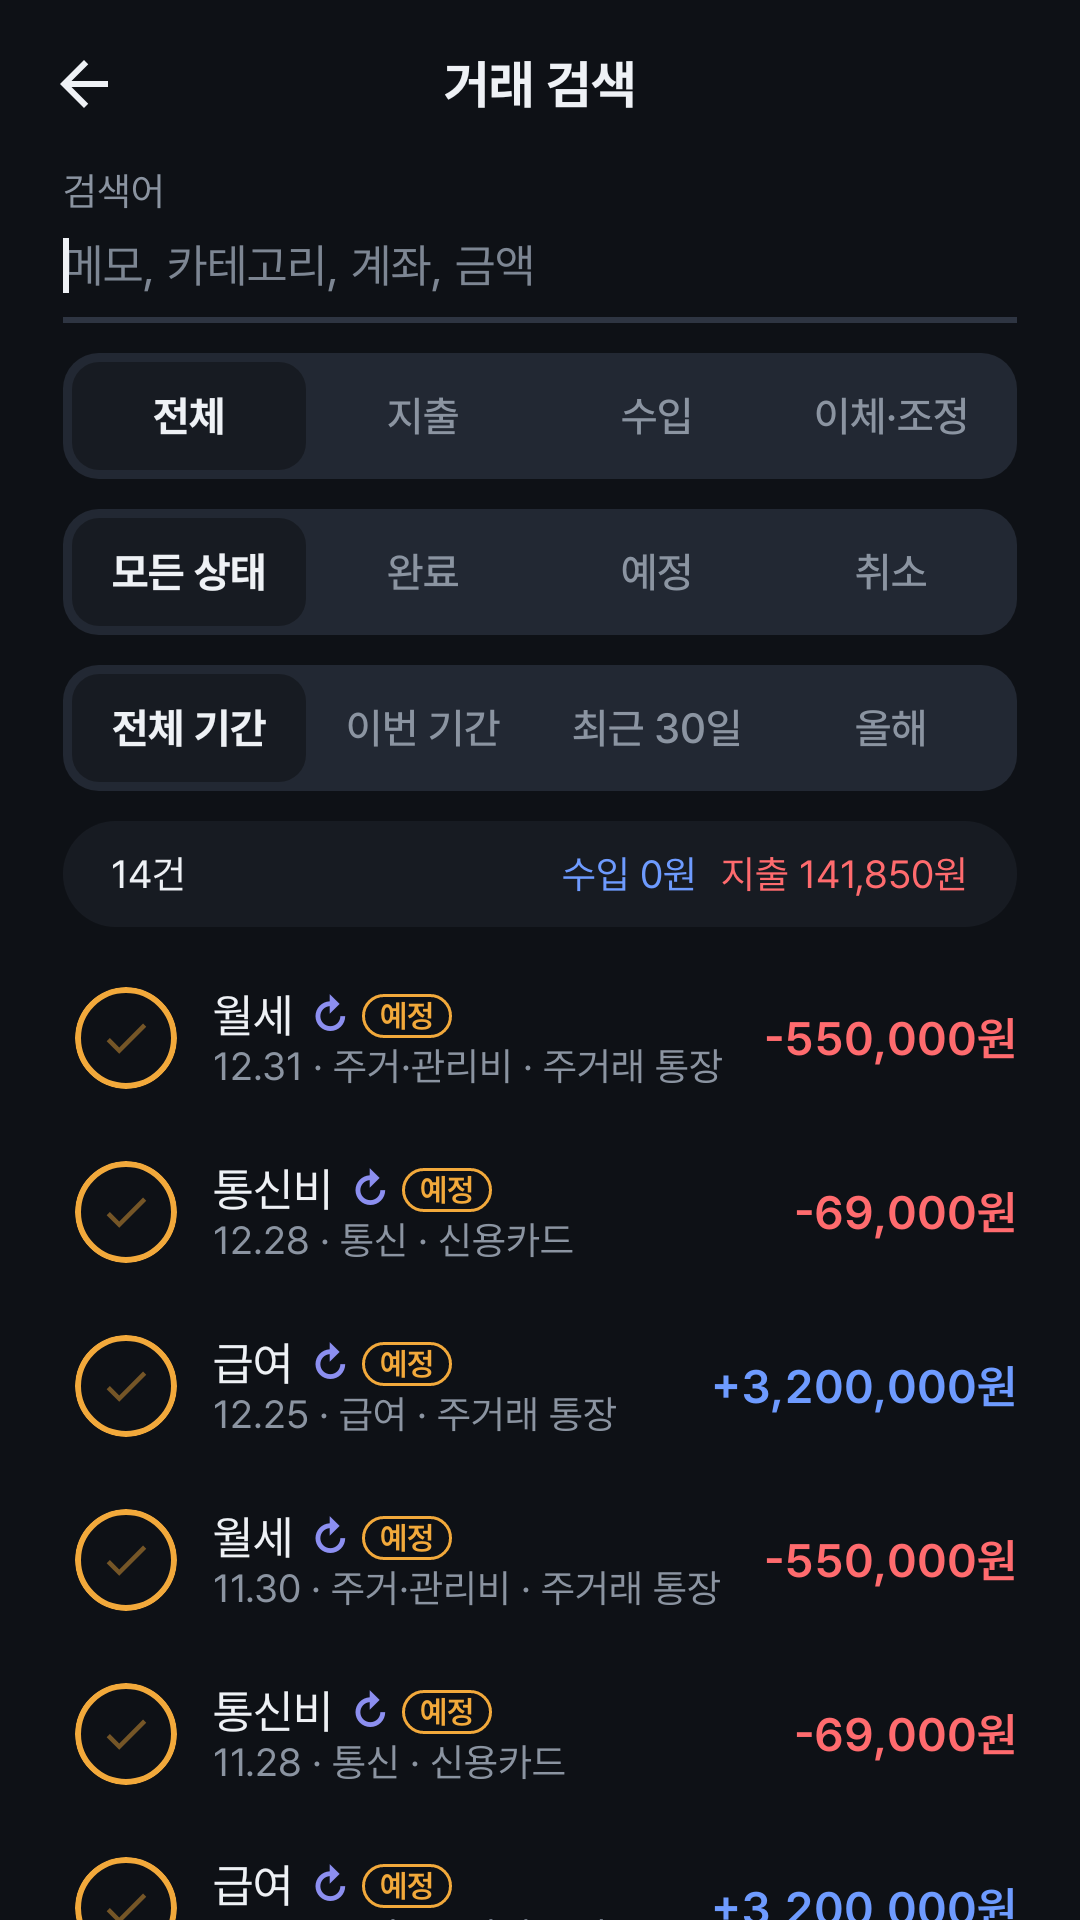 거래 검색
검색어
메모, 카테고리, 계좌, 금액
전체 지출 수입 이체·조정
모든 상태 완료 예정 취소
전체 기간 이번 기간 최근 30일 올해
14건 수입 0원 지출 141,850원
월세 예정
12.31 · 주거·관리비 · 주거래 통장
-550,000원
통신비 예정
12.28 · 통신 · 신용카드
-69,000원
급여 예정
12.25 · 급여 · 주거래 통장
+3,200,000원
월세 예정
11.30 · 주거·관리비 · 주거래 통장
-550,000원
통신비 예정
11.28 · 통신 · 신용카드
-69,000원
급여 예정
+3,200,000원